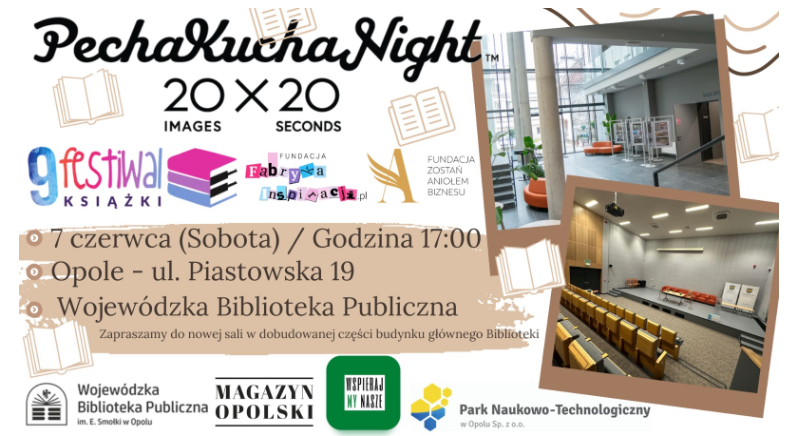 PechaKuchaNight™
20 X 20
IMAGES SECONDS
9 festiwal
KSIĄŻKI
FUNDACJA
Fabryka
Inspiracji.pl
FUNDACJA
ZOSTAŃ
ANIOŁEM
BIZNESU
7 czerwca (Sobota) / Godzina 17:00
Opole - ul. Piastowska 19
Wojewódzka Biblioteka Publiczna
Zapraszamy do nowej sali w dobudowanej części budynku głównego Biblioteki
Wojewódzka
Biblioteka Publiczna
im. E. Smołki w Opolu
MAGAZYN
OPOLSKI
WSPIERAJ
MY NASZE
Park Naukowo-Technologiczny
w Opolu Sp. z o.o.